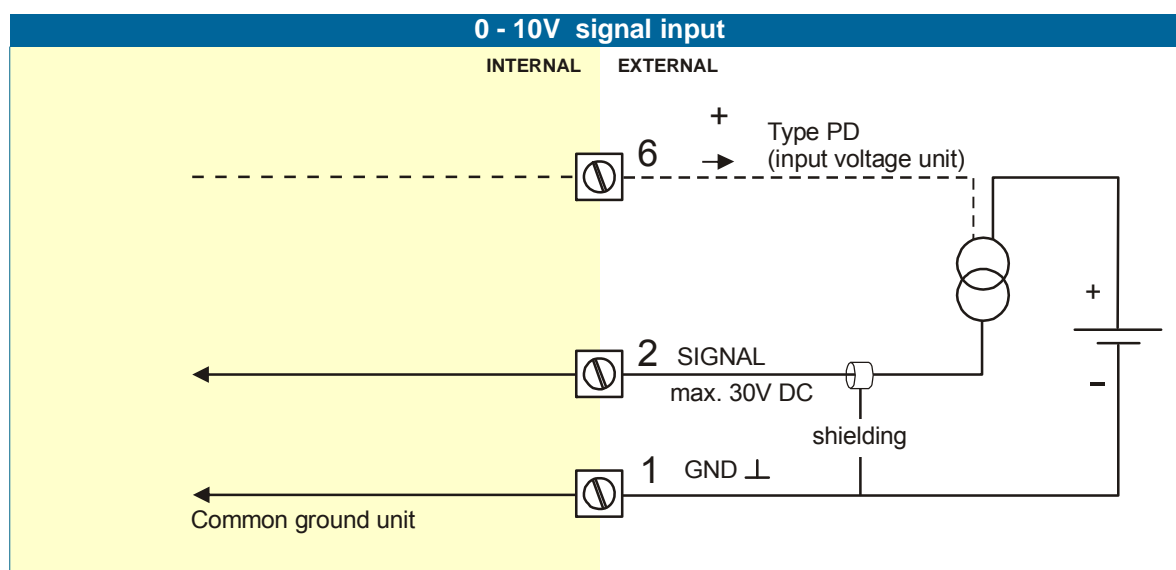 0 - 10V signal input
INTERNAL EXTERNAL
+
6
Type PD
(input voltage unit)
+
2 SIGNAL
max. 30V DC
-
shielding
1 GND ⊥
Common ground unit